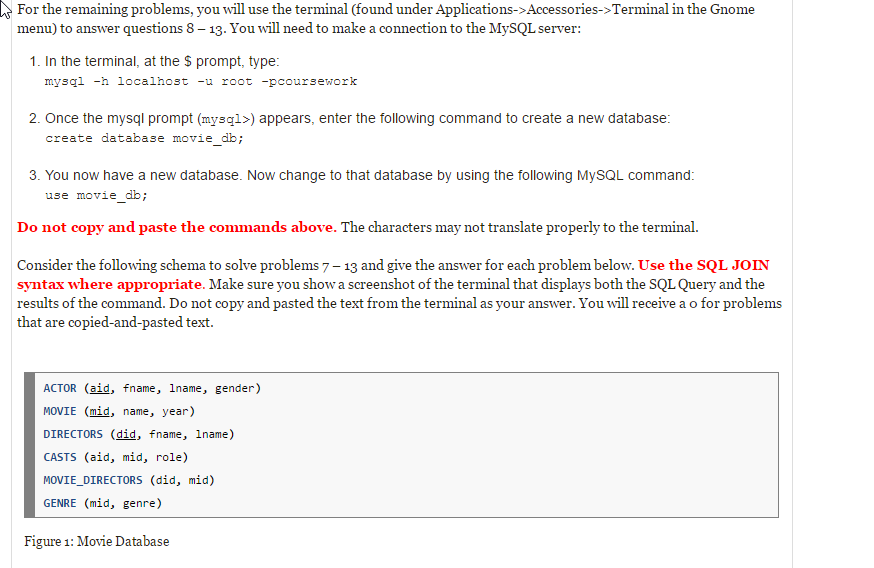 For the remaining problems, you will use the terminal (found under Applications->Accessories->Terminal in the Gnome
menu) to answer questions 8 – 13. You will need to make a connection to the MySQL server:
1. In the terminal, at the $ prompt, type:
mysql -h localhost -u root -pcoursework
2. Once the mysql prompt (mysql>) appears, enter the following command to create a new database:
create database movie_db;
3. You now have a new database. Now change to that database by using the following MySQL command:
use movie_db;
Do not copy and paste the commands above. The characters may not translate properly to the terminal.
Consider the following schema to solve problems 7 – 13 and give the answer for each problem below. Use the SQL JOIN
syntax where appropriate. Make sure you show a screenshot of the terminal that displays both the SQL Query and the
results of the command. Do not copy and pasted the text from the terminal as your answer. You will receive a 0 for problems
that are copied-and-pasted text.
ACTOR (aid, fname, lname, gender)
MOVIE (mid, name, year)
DIRECTORS (did, fname, lname)
CASTS (aid, mid, role)
MOVIE_DIRECTORS (did, mid)
GENRE (mid, genre)
Figure 1: Movie Database